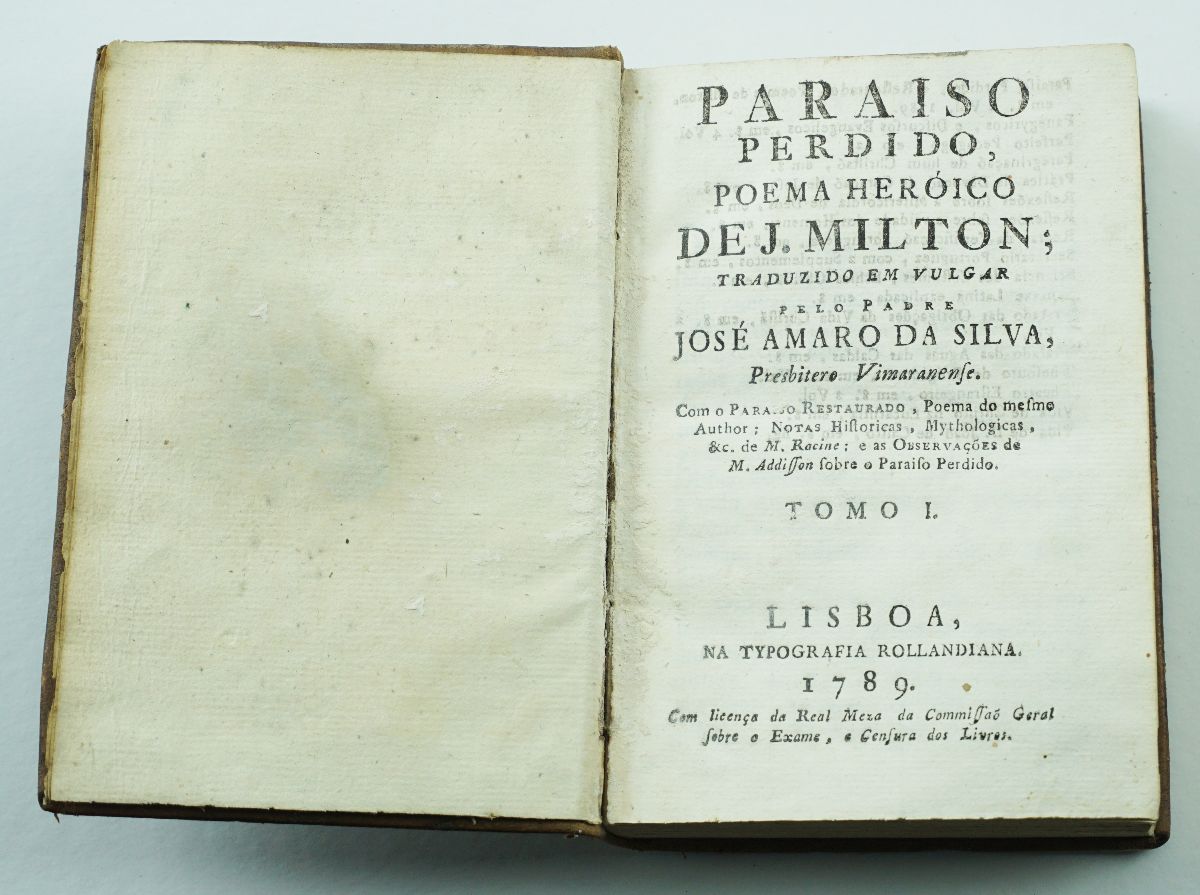 PARAISO
PERDIDO,
POEMA HERÓICO
DE J. MILTON;
TRADUZIDO EM VULGAR
PELO PADRE
JOSÉ AMARO DA SILVA,
Presbitero Vimaranenſe.
Com o PARAISO RESTAURADO, Poema do meſmo
Author; NOTAS Hiſtoricas, Mythologicas,
&c. de M. Racine; e as OBSERVAÇÕES de
M. Addiſſon ſobre o Paraiſo Perdido.
TOMO I.
LISBOA,
NA TYPOGRAFIA ROLLANDIANA.
1789.
Com licença da Real Meza da Commiſſaõ Geral
ſobre o Exame, e Cenſura dos Livros.